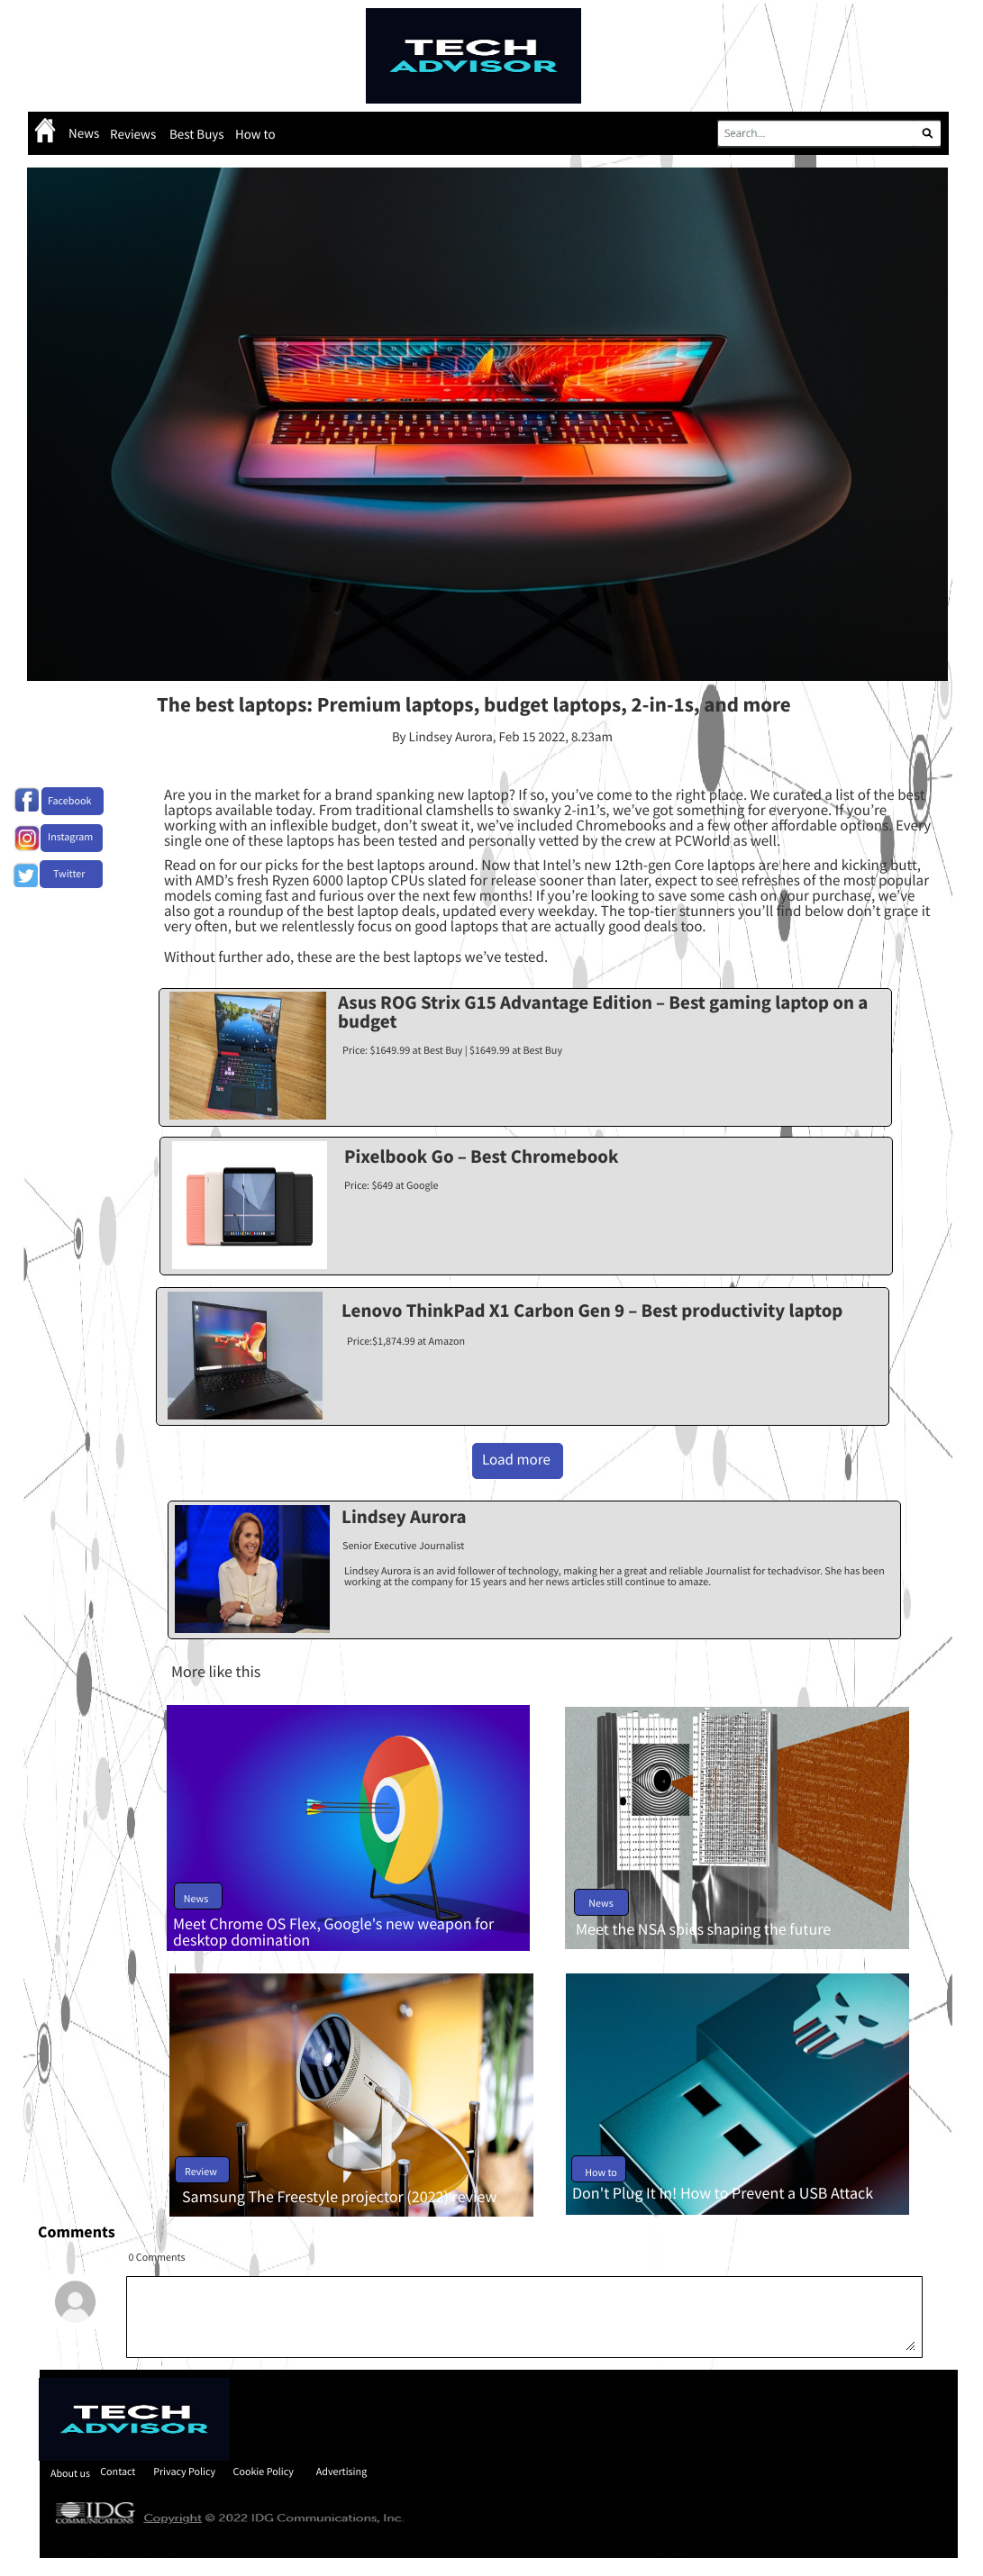 TECH
ADVISOR
News Reviews Best Buys How to Search...
The best laptops: Premium laptops, budget laptops, 2-in-1s, and more
By Lindsey Aurora, Feb 15 2022, 8.23am
Facebook
Instagram
Twitter
Are you in the market for a brand spanking new laptop? If so, you’ve come to the right place. We curated a list of the best
laptops available today. From traditional clamshells to swanky 2-in1’s, we’ve got something for everyone. If you’re
working with an inflexible budget, don’t sweat it, we’ve included Chromebooks and a few other affordable options. Every
single one of these laptops has been tested and personally vetted by the crew at PCWorld as well.
Read on for our picks for the best laptops around. Now that Intel’s new 12th-gen Core laptops are here and kicking butt,
with AMD’s fresh Ryzen 6000 laptop CPUs slated for release sooner than later, expect to see refreshes of the most popular
models coming fast and furious over the next few months! If you’re looking to save some cash on your purchase, we’ve
also got a roundup of the best laptop deals, updated every weekday. The top-tier stunners you’ll find below don’t grace it
very often, but we relentlessly focus on good laptops that are actually good deals too.
Without further ado, these are the best laptops we’ve tested.
Asus ROG Strix G15 Advantage Edition – Best gaming laptop on a
budget
Price: $1649.99 at Best Buy | $1649.99 at Best Buy
Pixelbook Go – Best Chromebook
Price: $649 at Google
Lenovo ThinkPad X1 Carbon Gen 9 – Best productivity laptop
Price:$1,874.99 at Amazon
Load more
Lindsey Aurora
Senior Executive Journalist
Lindsey Aurora is an avid follower of technology, making her a great and reliable Journalist for techadvisor. She has been
working at the company for 15 years and her news articles still continue to amaze.
More like this
News
Meet Chrome OS Flex, Google's new weapon for
desktop domination
News
Meet the NSA spies shaping the future
Review
Samsung The Freestyle projector (2022) review
How to
Don't Plug It In! How to Prevent a USB Attack
Comments
0 Comments
TECH
ADVISOR
About us Contact Privacy Policy Cookie Policy Advertising
IDG
COMMUNICATIONS
Copyright © 2022 IDG Communications, Inc.